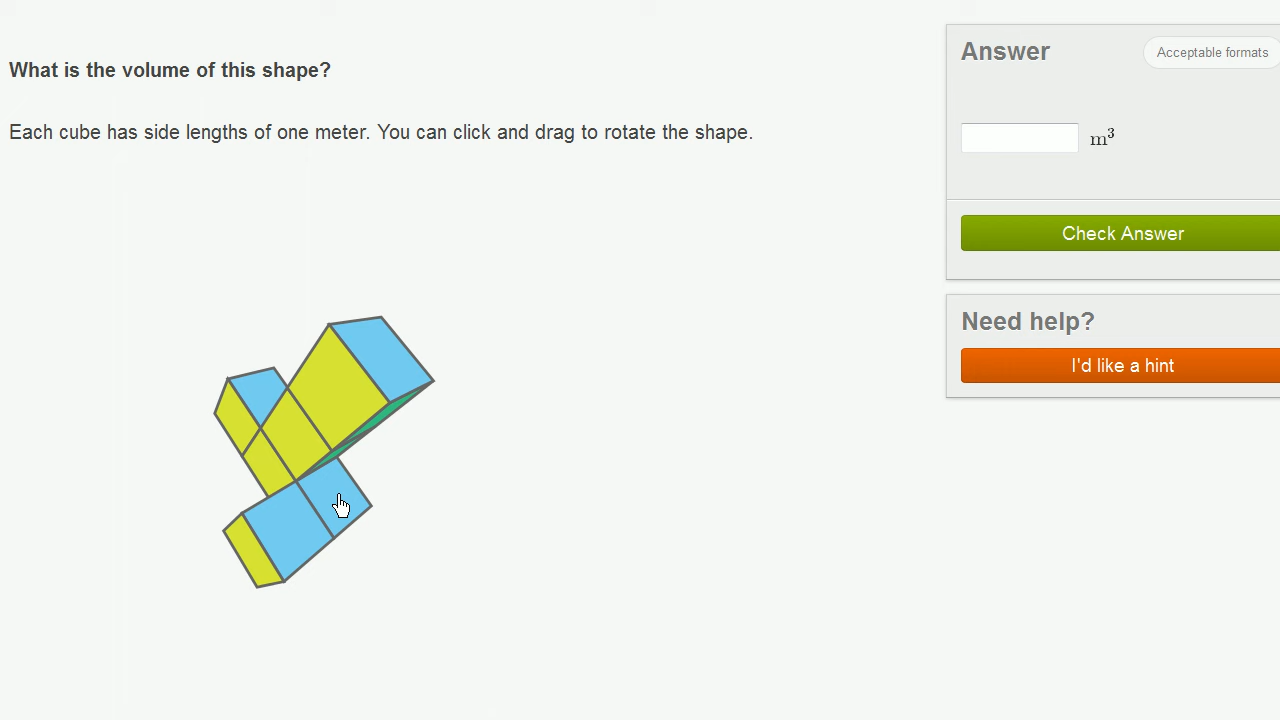 What is the volume of this shape?
Each cube has side lengths of one meter. You can click and drag to rotate the shape.
Answer
Acceptable formats
m³
Check Answer
Need help?
I'd like a hint